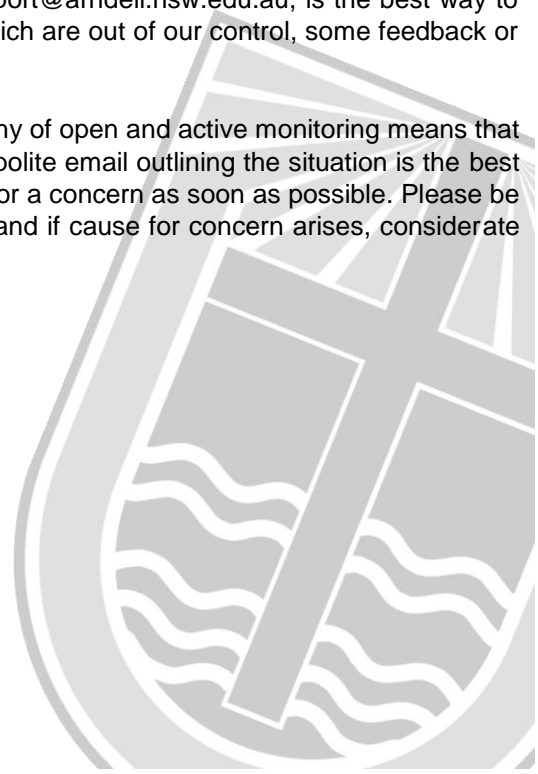 port@arndell.nsw.edu.au, is the best way to
hich are out of our control, some feedback or
ny of open and active monitoring means that
polite email outlining the situation is the best
or a concern as soon as possible. Please be
and if cause for concern arises, considerate